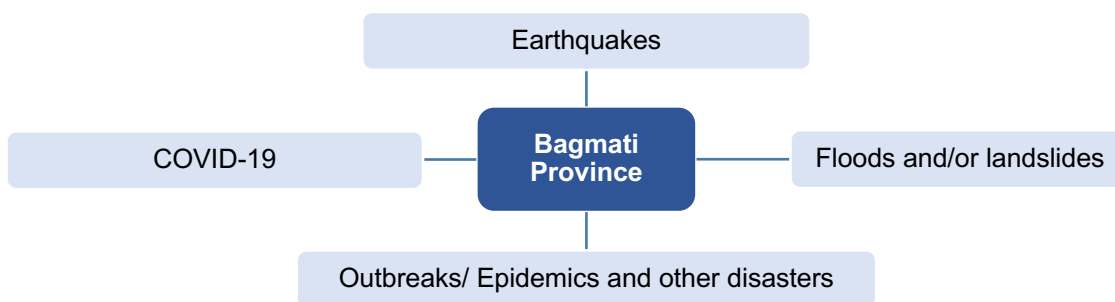 Earthquakes
COVID-19
Bagmati
Province
Floods and/or landslides
Outbreaks/ Epidemics and other disasters